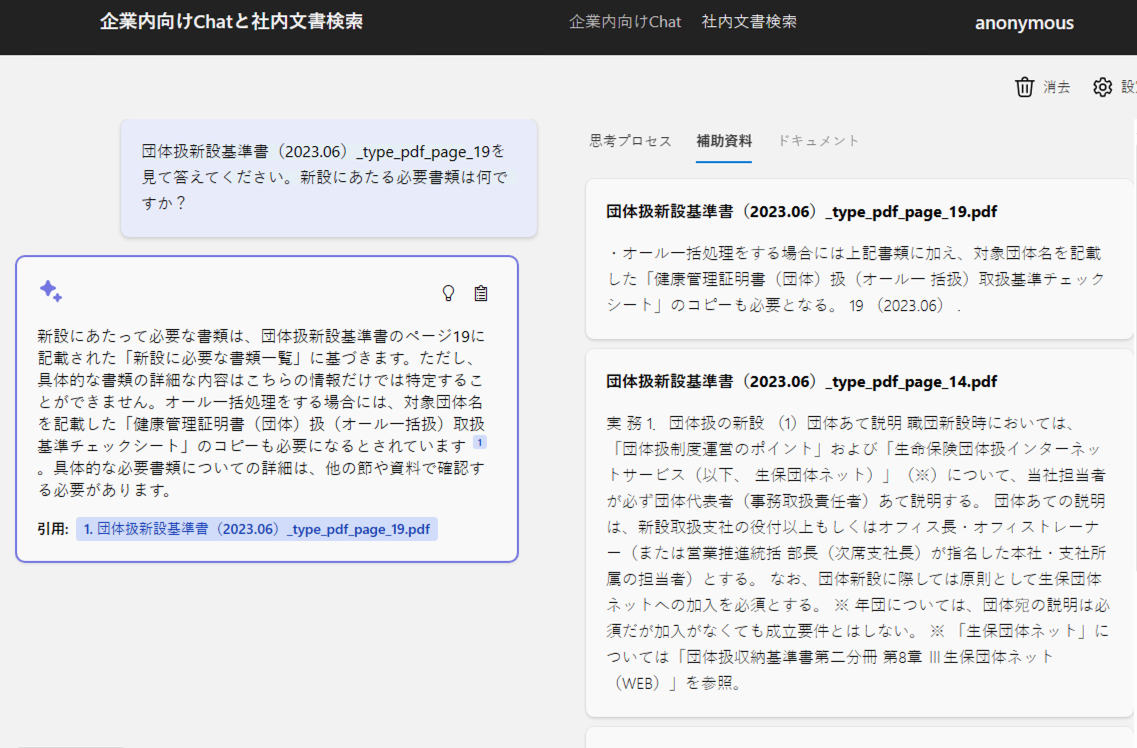 企業内向けChatと社内文書検索
企業内向けChat
社内文書検索
anonymous
消去
設
団体扱新設基準書（2023.06）_type_pdf_page_19を
見て答えてください。新設にあたる必要書類は何で
すか？
新設にあたって必要な書類は、団体扱新設基準書のページ19に
記載された「新設に必要な書類一覧」に基づきます。ただし、
具体的な書類の詳細な内容はこちらの情報だけでは特定するこ
とができません。オール一括処理をする場合には、対象団体名
を記載した「健康管理証明書（団体）扱（オール一括扱）取扱
基準チェックシート」のコピーも必要になるとされています 1
。具体的な必要書類についての詳細は、他の節や資料で確認す
る必要があります。
引用: 1. 団体扱新設基準書（2023.06）_type_pdf_page_19.pdf
思考プロセス
補助資料
ドキュメント
団体扱新設基準書（2023.06）_type_pdf_page_19.pdf
・オール一括処理をする場合には上記書類に加え、対象団体名を記載
した「健康管理証明書（団体）扱（オール一 括扱）取扱基準チェック
シート」のコピーも必要となる。 19 （2023.06） .
団体扱新設基準書（2023.06）_type_pdf_page_14.pdf
実 務 1．団体扱の新設 （1）団体あて説明 職団新設時においては、
「団体扱制度運営のポイント」および「生命保険団体扱インターネッ
トサービス（以下、 生保団体ネット）」（※）について、当社担当者
が必ず団体代表者（事務取扱責任者）あて説明する。 団体あての説明
は、新設取扱支社の役付以上もしくはオフィス長・オフィストレーナ
ー（または営業推進統括 部長（次席支社長）が指名した本社・支社所
属の担当者）とする。 なお、団体新設に際しては原則として生保団体
ネットへの加入を必須とする。 ※ 年団については、団体宛の説明は必
須だが加入がなくても成立要件とはしない。 ※ 「生保団体ネット」に
ついては「団体扱収納基準書第二分冊 第8章 Ⅲ生保団体ネット
（WEB）」を参照。